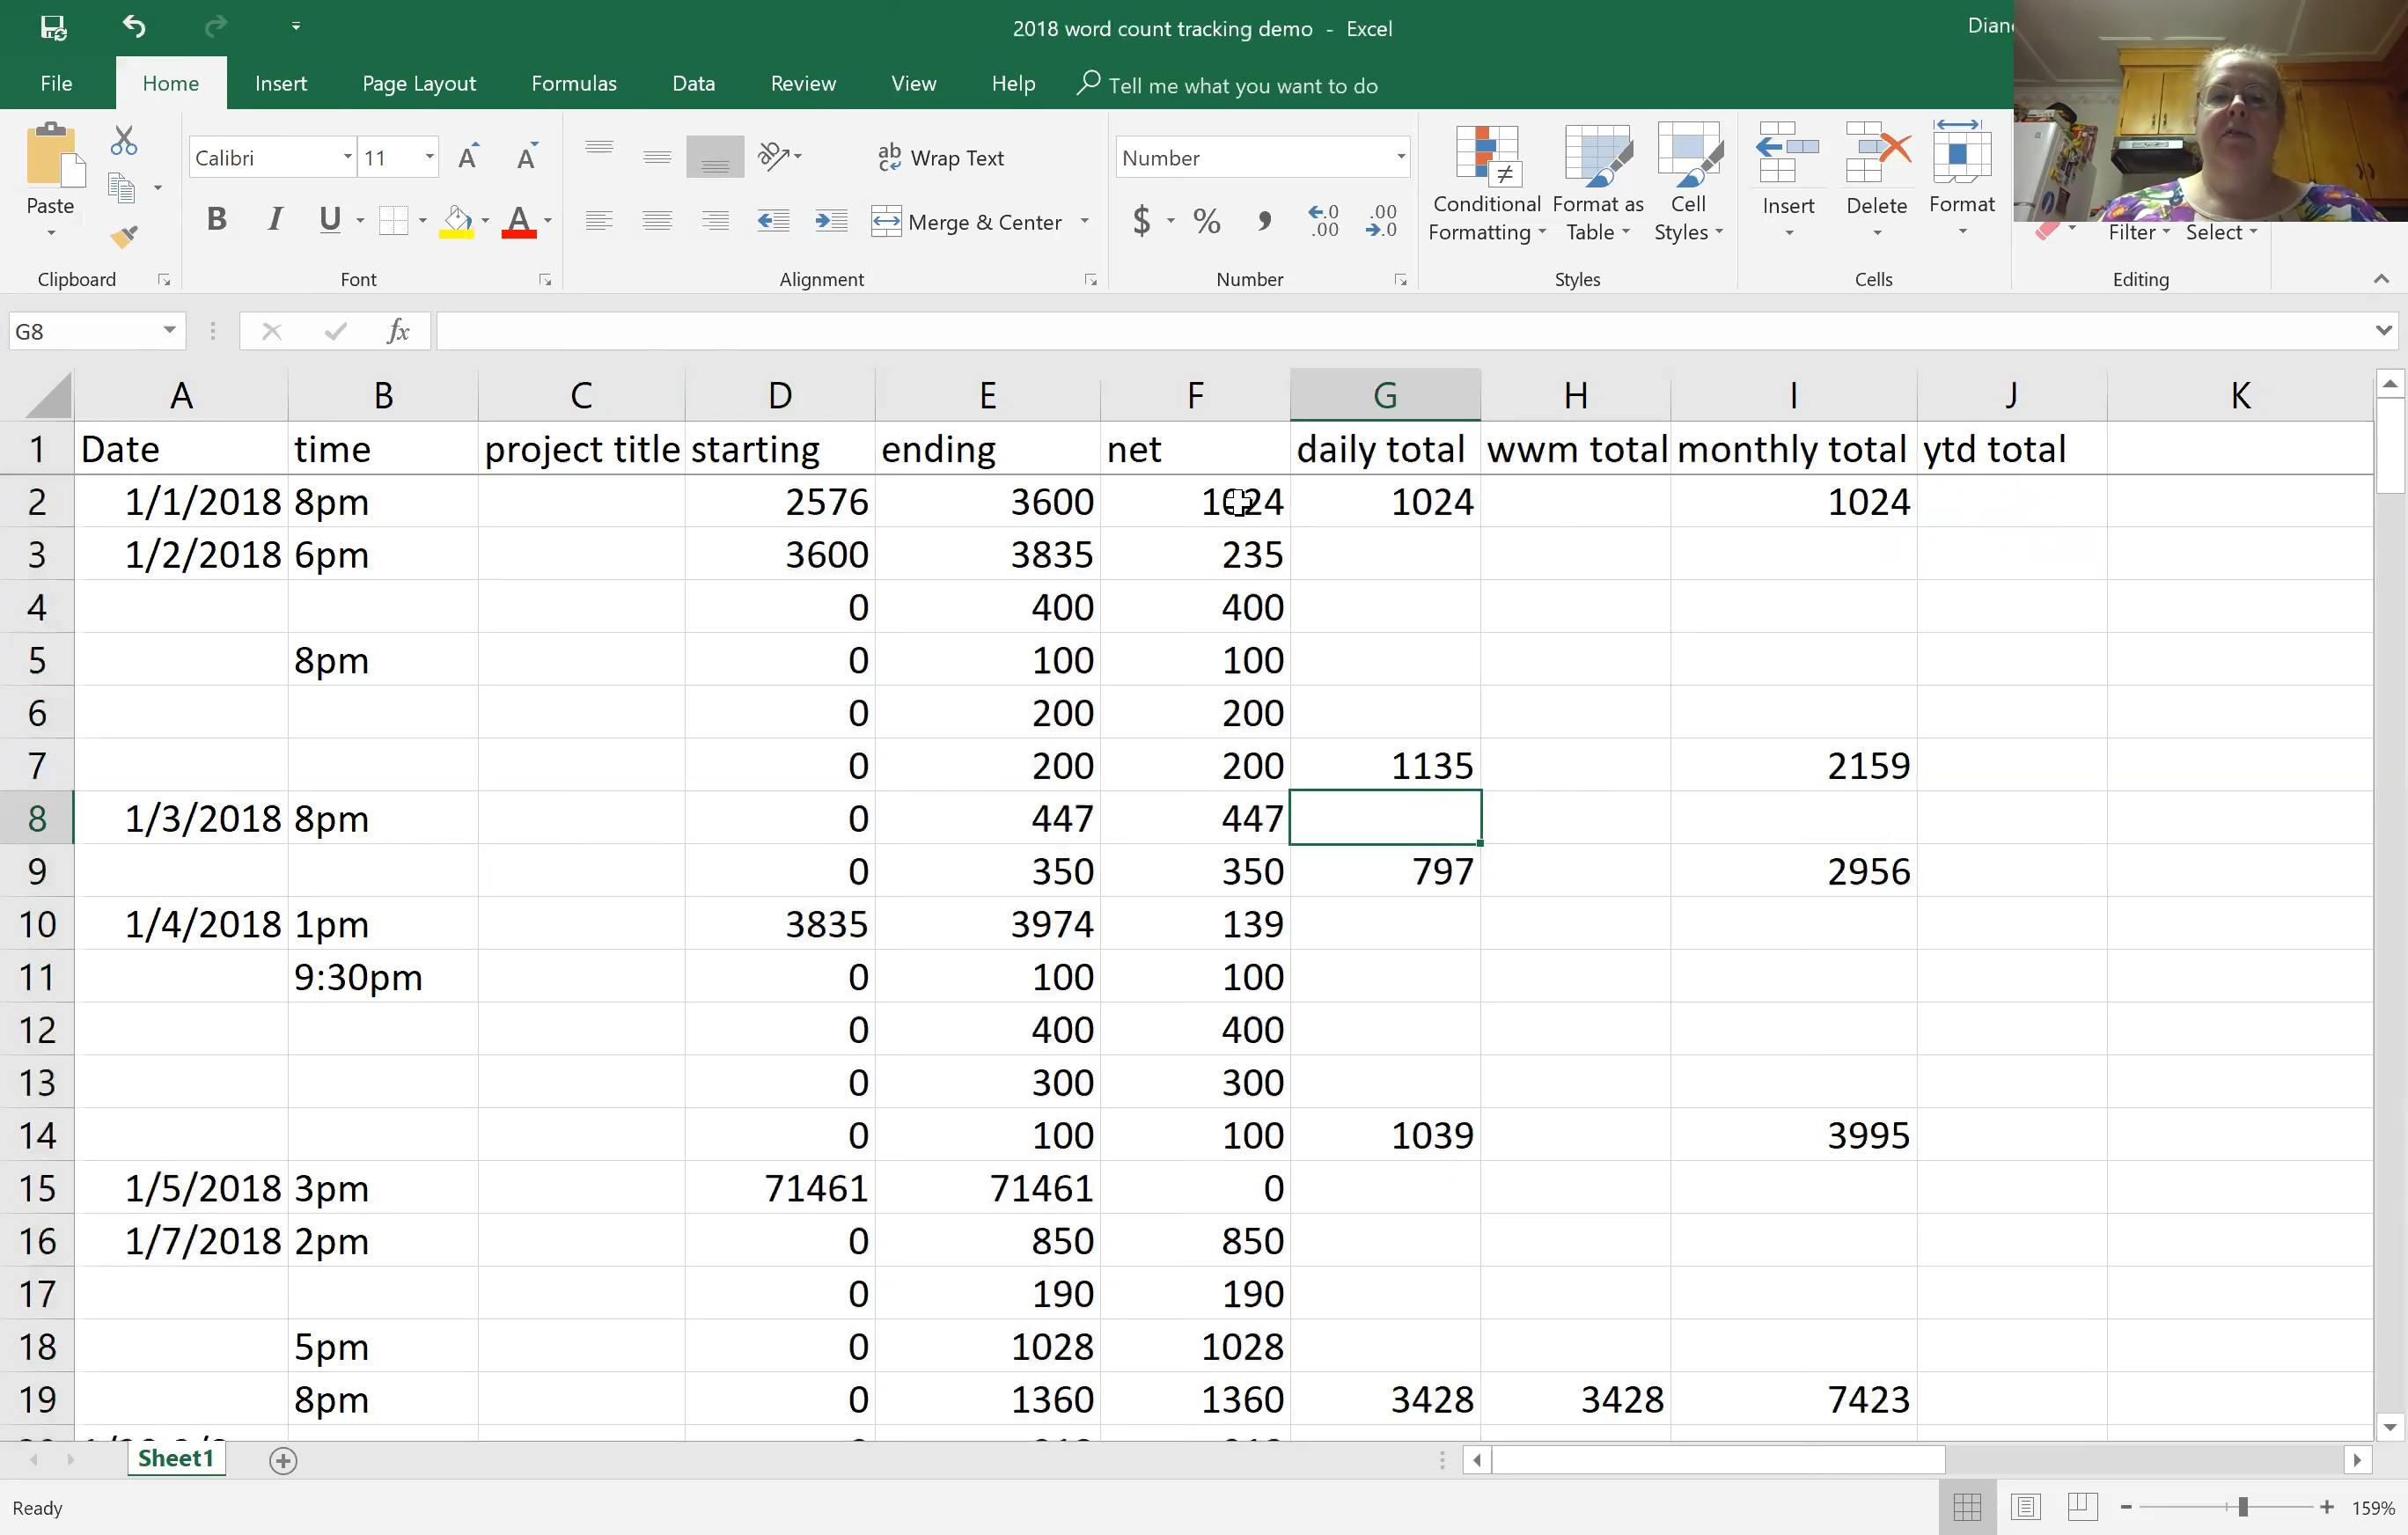 2018 word count tracking demo - Excel
File Home Insert Page Layout Formulas Data Review View Help Tell me what you want to do
Calibri 11 Wrap Text Number
Paste Merge & Center $ % , .00 .00
Conditional Formatting Format as Table Cell Styles Insert Delete Format Filter Select
Clipboard Font Alignment Number Styles Cells Editing
G8 fx
A B C D E F G H I J K
1 Date time project title starting ending net daily total wwm total monthly total ytd total
2 1/1/2018 8pm 2576 3600 1024 1024 1024
3 1/2/2018 6pm 3600 3835 235
4 0 400 400
5 8pm 0 100 100
6 0 200 200
7 0 200 200 1135 2159
8 1/3/2018 8pm 0 447 447
9 0 350 350 797 2956
10 1/4/2018 1pm 3835 3974 139
11 9:30pm 0 100 100
12 0 400 400
13 0 300 300
14 0 100 100 1039 3995
15 1/5/2018 3pm 71461 71461 0
16 1/7/2018 2pm 0 850 850
17 0 190 190
18 5pm 0 1028 1028
19 8pm 0 1360 1360 3428 3428 7423
Sheet1
Ready 159%